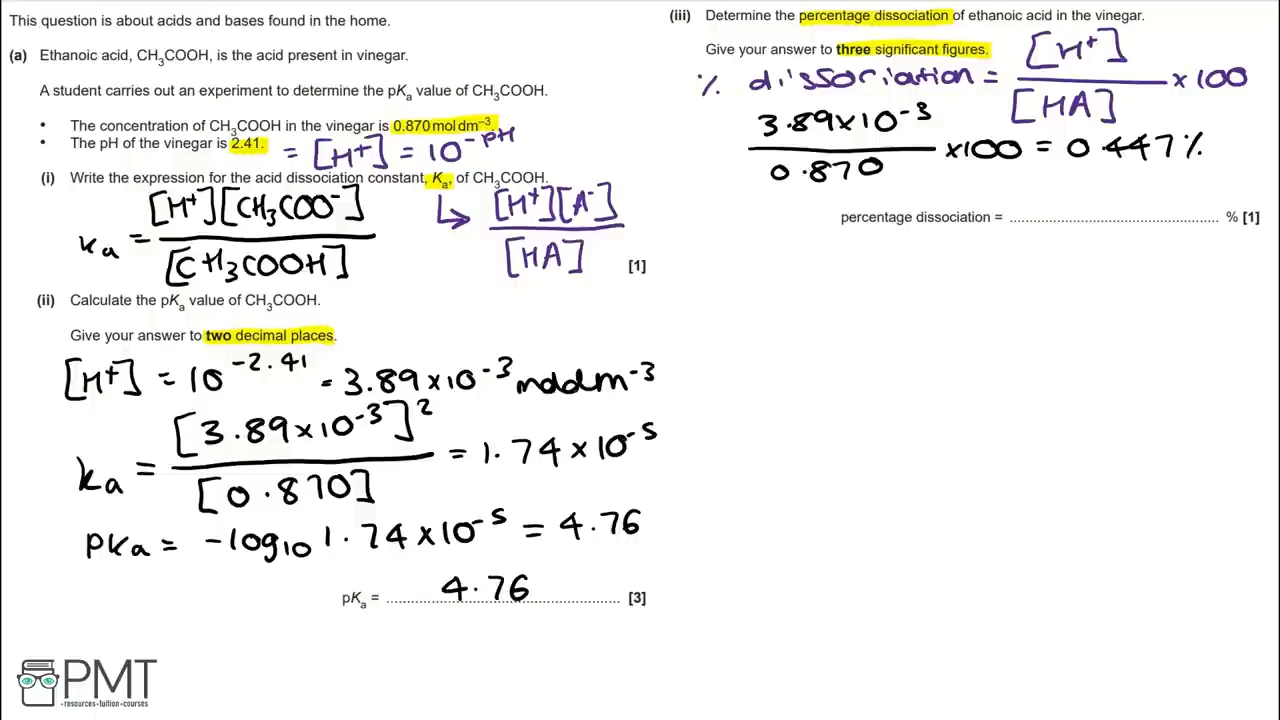 This question is about acids and bases found in the home.
(a) Ethanoic acid, CH₃COOH, is the acid present in vinegar.
A student carries out an experiment to determine the pKₐ value of CH₃COOH.
• The concentration of CH₃COOH in the vinegar is 0.870 mol dm⁻³.
• The pH of the vinegar is 2.41. = [H⁺] = 10^-pH
(i) Write the expression for the acid dissociation constant, Kₐ, of CH₃COOH.
Ka = [H⁺][CH₃COO⁻] / [CH₃COOH] ↳ [H⁺][A⁻] / [HA]
[1]
(ii) Calculate the pKₐ value of CH₃COOH.
Give your answer to two decimal places.
[H⁺] = 10^-2.41 = 3.89×10⁻³ moldm⁻³
Ka = [3.89×10⁻³]² / [0.870] = 1.74×10⁻⁵
pKa = -log₁₀ 1.74×10⁻⁵ = 4.76
pKₐ = 4.76 [3]
PMT
•resources•tuition•courses
(iii) Determine the percentage dissociation of ethanoic acid in the vinegar.
Give your answer to three significant figures.
% dissociation = [H⁺] / [HA] ×100
3.89×10⁻³ / 0.870 ×100 = 0.447%
percentage dissociation = ........................................ % [1]